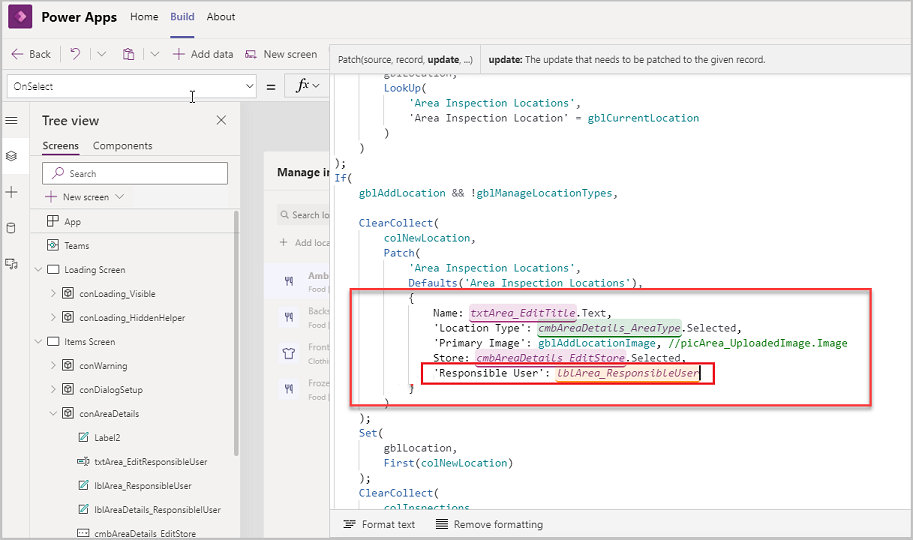 Power Apps Home Build About
Back Add data New screen
OnSelect = fx
Patch(source, record, update, ...) update: The update that needs to be patched to the given record.
Tree view
Screens Components
Search
New screen
App
Teams
Loading Screen
conLoading_Visible
conLoading_HiddenHelper
Items Screen
conWarning
conDialogSetup
conAreaDetails
Label2
txtArea_EditResponsibleUser
lblArea_ResponsibleUser
lblAreaDetails_ResponsiblelUser
cmbAreaDetails_EditStore
Manage in
Search lo
Add loca
Amb
Food |
Backs
Food |
Front
Clothi
Froze
Food |
gblLocation,
LookUp(
'Area Inspection Locations',
'Area Inspection Location' = gblCurrentLocation
)
)
);
If(
gblAddLocation && !gblManageLocationTypes,
ClearCollect(
colNewLocation,
Patch(
'Area Inspection Locations',
Defaults('Area Inspection Locations'),
{
Name: txtArea_EditTitle.Text,
'Location Type': cmbAreaDetails_AreaType.Selected,
'Primary Image': gblAddLocationImage, //picArea_UploadedImage.Image
Store: cmbAreaDetails_EditStore.Selected,
'Responsible User': lblArea_ResponsibleUser
}
)
);
Set(
gblLocation,
First(colNewLocation)
);
ClearCollect(
colInspections
Format text Remove formatting